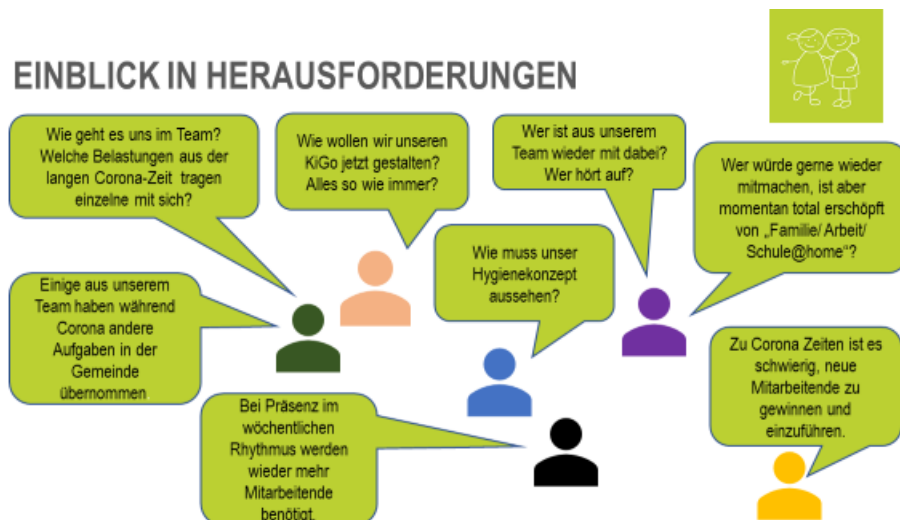 EINBLICK IN HERAUSFORDERUNGEN
Wie geht es uns im Team?
Welche Belastungen aus der
langen Corona-Zeit tragen
einzelne mit sich?
Wie wollen wir unseren
KiGo jetzt gestalten?
Alles so wie immer?
Wer ist aus unserem
Team wieder mit dabei?
Wer hört auf?
Wer würde gerne wieder
mitmachen, ist aber
momentan total erschöpft
von „Familie/ Arbeit/
Schule@home“?
Wie muss unser
Hygienekonzept
aussehen?
Einige aus unserem
Team haben während
Corona andere
Aufgaben in der
Gemeinde
übernommen.
Zu Corona Zeiten ist es
schwierig, neue
Mitarbeitende zu
gewinnen und
einzuführen.
Bei Präsenz im
wöchentlichen
Rhythmus werden
wieder mehr
Mitarbeitende
benötigt.